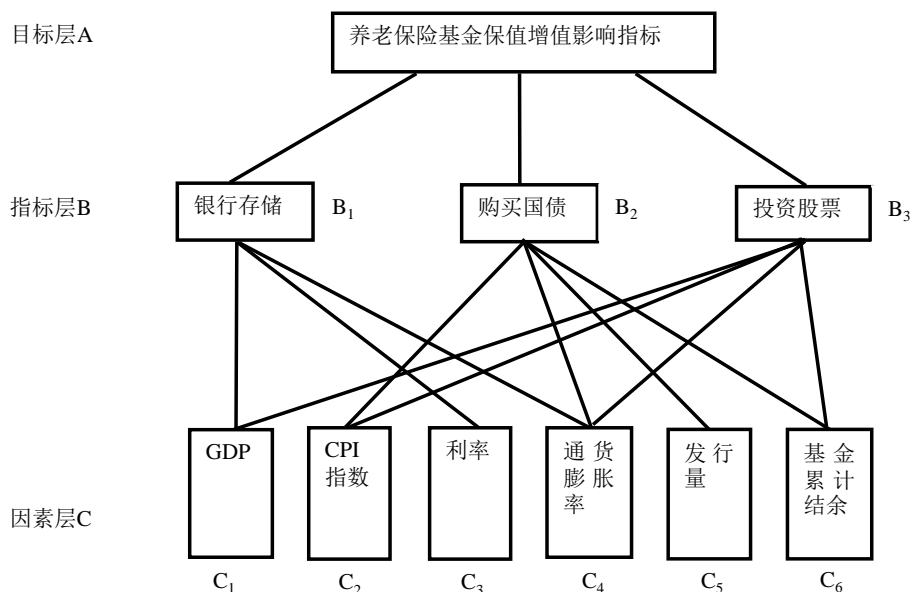 目标层A
养老保险基金保值增值影响指标
指标层B
银行存储
B₁
购买国债
B₂
投资股票
B₃
因素层C
GDP
CPI
指数
利率
通 货
膨 胀
率
发 行
量
基 金
累 计
结余
C₁
C₂
C₃
C₄
C₅
C₆